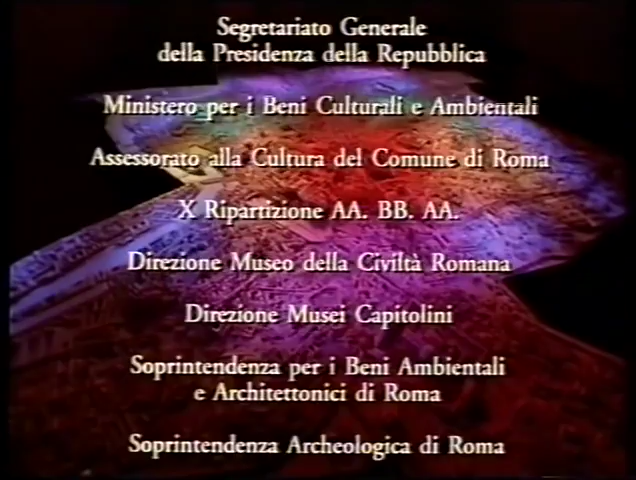 Segretariato Generale
della Presidenza della Repubblica
Ministero per i Beni Culturali e Ambientali
Assessorato alla Cultura del Comune di Roma
X Ripartizione AA. BB. AA.
Direzione Museo della Civiltà Romana
Direzione Musei Capitolini
Soprintendenza per i Beni Ambientali
e Architettonici di Roma
Soprintendenza Archeologica di Roma